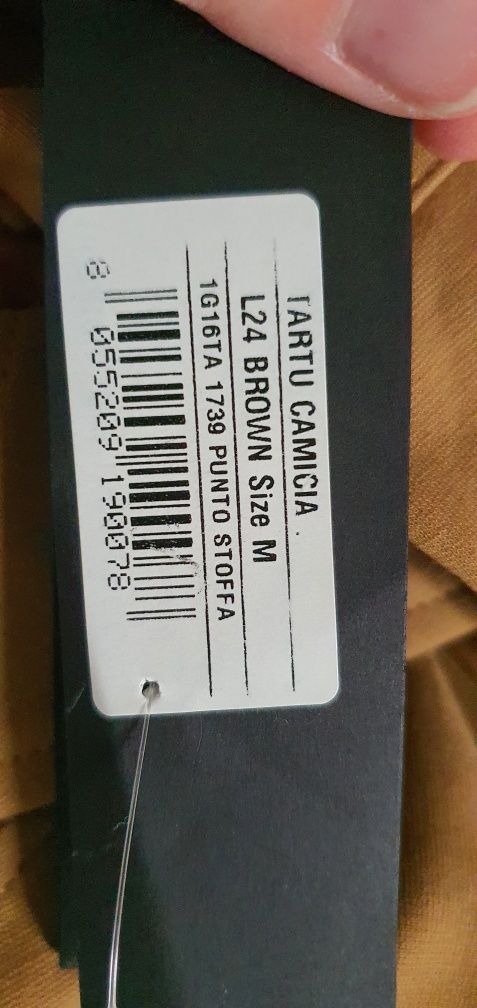 TARTU CAMICIA
L24 BROWN Size M
1G16TA 1739 PUNTO STOFFA
8 055209 190078